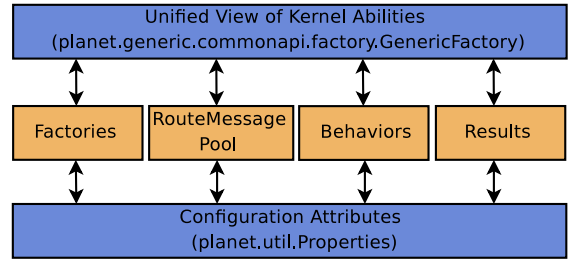 Unified View of Kernel Abilities
(planet.generic.commonapi.factory.GenericFactory)
Factories
RouteMessage
Pool
Behaviors
Results
Configuration Attributes
(planet.util.Properties)